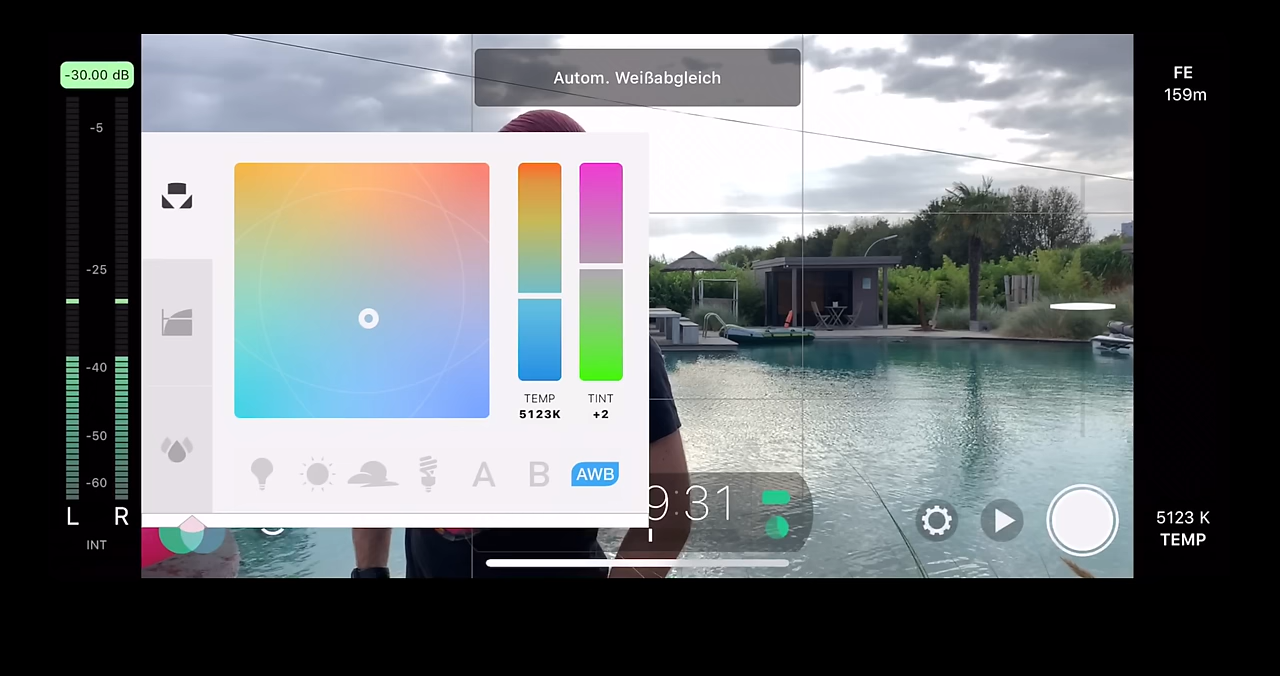 -30.00 dB
-5
-25
-40
-50
-60
L R
INT
Autom. Weißabgleich
TEMP TINT
5123K +2
A B AWB
9:31
FE
159m
5123 K
TEMP